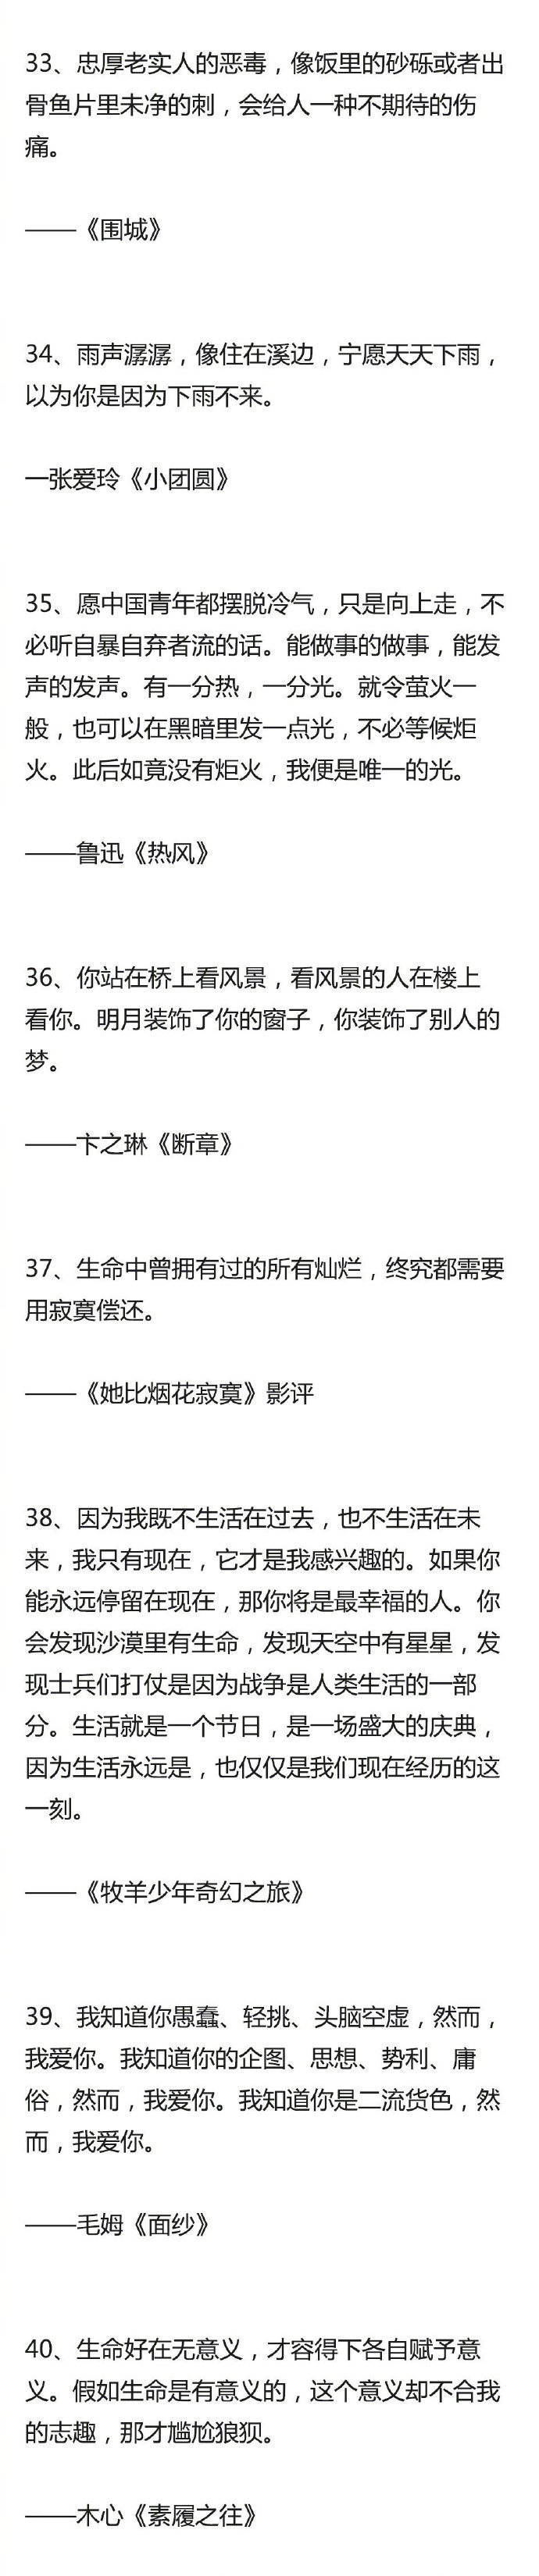 33、忠厚老实人的恶毒，像饭里的砂砾或者出
骨鱼片里未净的刺，会给人一种不期待的伤
痛。
——《围城》
34、雨声潺潺，像住在溪边，宁愿天天下雨，
以为你是因为下雨不来。
一张爱玲《小团圆》
35、愿中国青年都摆脱冷气，只是向上走，不
必听自暴自弃者流的话。能做事的做事，能发
声的发声。有一分热，一分光。就令萤火一
般，也可以在黑暗里发一点光，不必等候炬
火。此后如竟没有炬火，我便是唯一的光。
——鲁迅《热风》
36、你站在桥上看风景，看风景的人在楼上
看你。明月装饰了你的窗子，你装饰了别人的
梦。
——卞之琳《断章》
37、生命中曾拥有过的所有灿烂，终究都需要
用寂寞偿还。
——《她比烟花寂寞》影评
38、因为我既不生活在过去，也不生活在未
来，我只有现在，它才是我感兴趣的。如果你
能永远停留在现在，那你将是最幸福的人。你
会发现沙漠里有生命，发现天空中有星星，发
现士兵们打仗是因为战争是人类生活的一部
分。生活就是一个节日，是一场盛大的庆典，
因为生活永远是，也仅仅是我们现在经历的这
一刻。
——《牧羊少年奇幻之旅》
39、我知道你愚蠢、轻挑、头脑空虚，然而，
我爱你。我知道你的企图、思想、势利、庸
俗，然而，我爱你。我知道你是二流货色，然
而，我爱你。
——毛姆《面纱》
40、生命好在无意义，才容得下各自赋予意
义。假如生命是有意义的，这个意义却不合我
的志趣，那才尴尬狼狈。
——木心《素履之往》